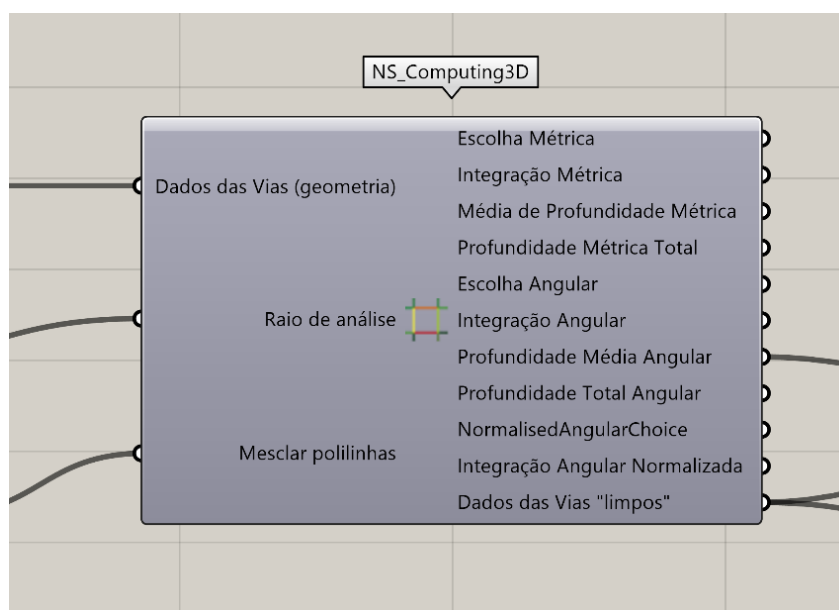 NS_Computing3D
Dados das Vias (geometria)
Raio de análise
Mesclar polilinhas
Escolha Métrica
Integração Métrica
Média de Profundidade Métrica
Profundidade Métrica Total
Escolha Angular
Integração Angular
Profundidade Média Angular
Profundidade Total Angular
NormalisedAngularChoice
Integração Angular Normalizada
Dados das Vias "limpos"